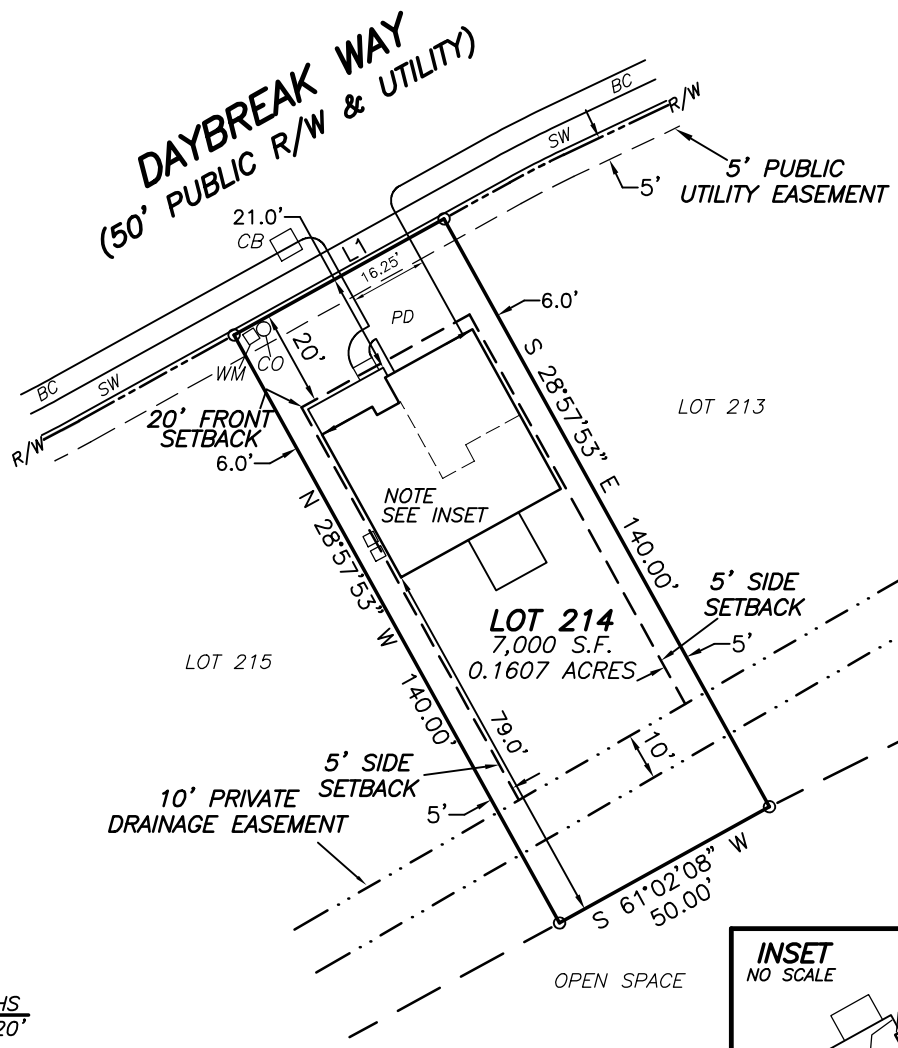 DAYBREAK WAY
(50' PUBLIC R/W & UTILITY)
BC
R/W
SW
5' PUBLIC
UTILITY EASEMENT
5'
21.0'
CB
L1
16.25'
PD
6.0'
20'
WM
CO
BC
SW
R/W
20' FRONT
SETBACK
6.0'
S 28°57'53" E 140.00'
LOT 213
NOTE
SEE INSET
N 28°57'53" W 140.00'
5' SIDE
SETBACK
5'
LOT 214
7,000 S.F.
0.1607 ACRES
LOT 215
79.0'
10'
5' SIDE
SETBACK
5'
10' PRIVATE
DRAINAGE EASEMENT
S 61°02'08" W
50.00'
OPEN SPACE
INSET
NO SCALE
HS
20'